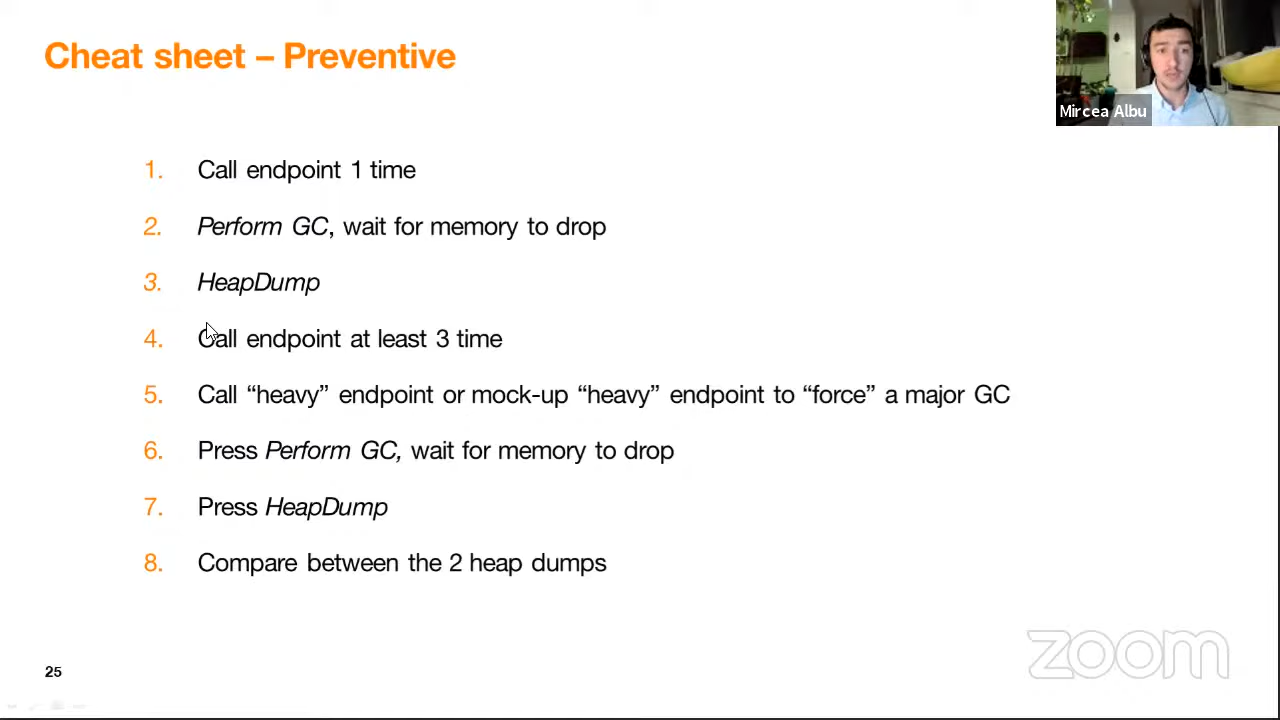 Cheat sheet – Preventive
Mircea Albu
1. Call endpoint 1 time
2. Perform GC, wait for memory to drop
3. HeapDump
4. Call endpoint at least 3 time
5. Call “heavy” endpoint or mock-up “heavy” endpoint to “force” a major GC
6. Press Perform GC, wait for memory to drop
7. Press HeapDump
8. Compare between the 2 heap dumps
zoom
25